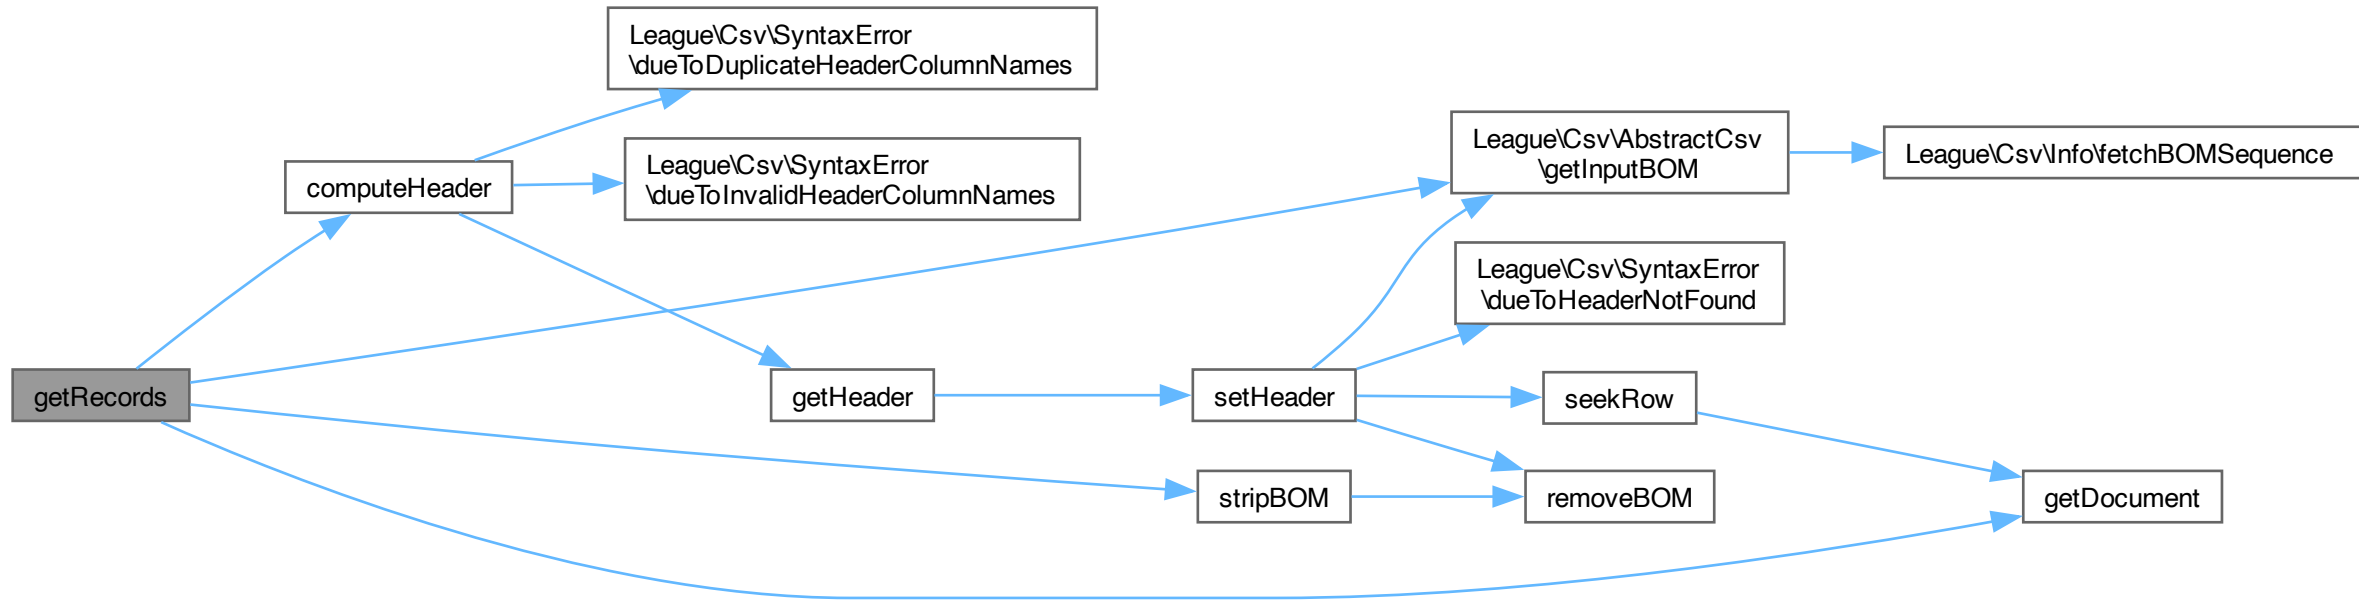 League\Csv\SyntaxError
\dueToDuplicateHeaderColumnNames
League\Csv\AbstractCsv
\getInputBOM
League\Csv\Info\fetchBOMSequence
League\Csv\SyntaxError
\dueToInvalidHeaderColumnNames
computeHeader
League\Csv\SyntaxError
\dueToHeaderNotFound
getRecords
getHeader
setHeader
seekRow
stripBOM
removeBOM
getDocument